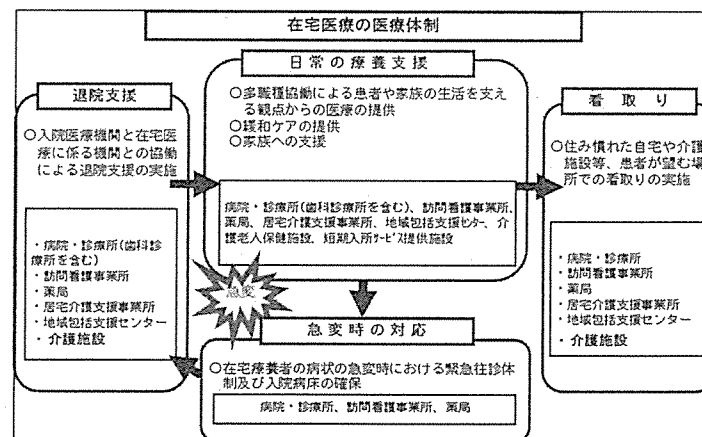 在宅医療の医療体制
退院支援
○入院医療機関と在宅医
療に係る機関との協働
による退院支援の実施
・病院・診療所(歯科診
療所を含む)
・訪問看護事業所
・薬局
・居宅介護支援事業所
・地域包括支援センター
・介護施設
日常の療養支援
○多職種協働による患者や家族の生活を支え
る観点からの医療の提供
○緩和ケアの提供
○家族への支援
病院・診療所(歯科診療所を含む)、訪問看護事業所、
薬局、居宅介護支援事業所、地域包括支援ｾﾝﾀｰ、介
護老人保健施設、短期入所ｻｰﾋﾞｽ提供施設
急変
急変時の対応
○在宅療養者の病状の急変時における緊急往診体
制及び入院病床の確保
病院・診療所、訪問看護事業所、薬局
看取り
○住み慣れた自宅や介護
施設等、患者が望む場
所での看取りの実施
・病院・診療所
・訪問看護事業所
・薬局
・居宅介護支援事業所
・地域包括支援センター
・介護施設